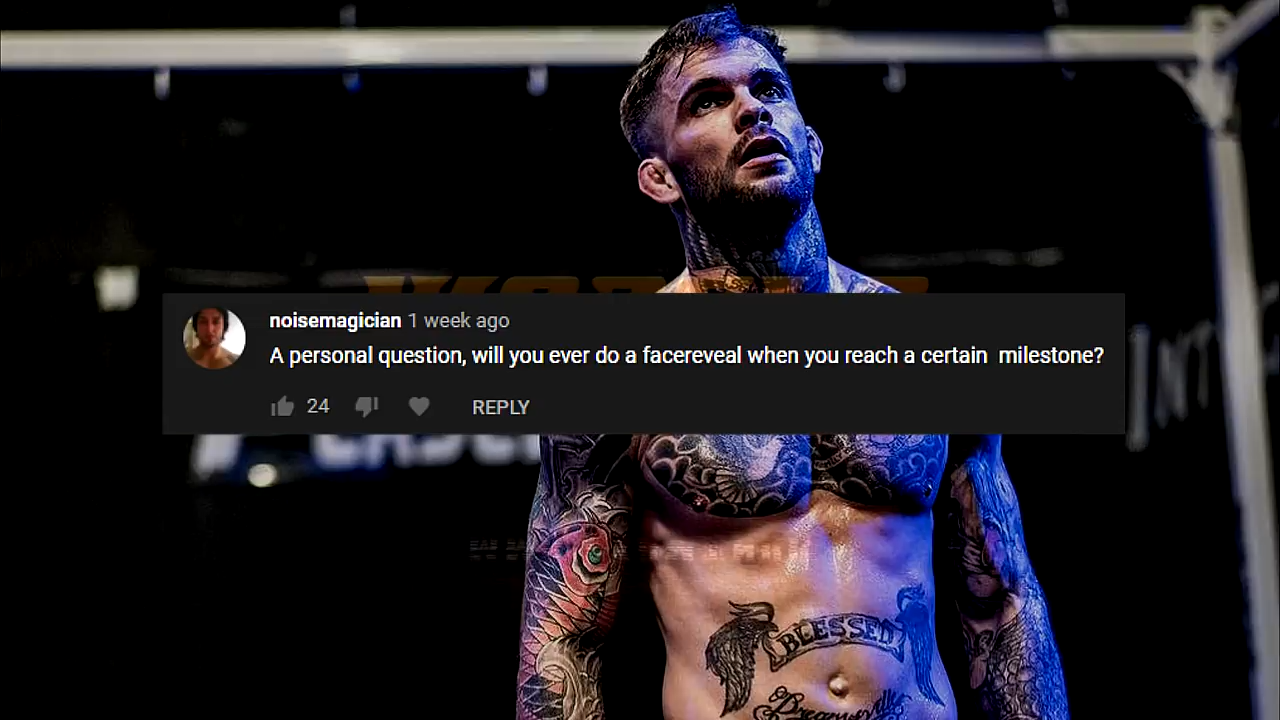 noisemagician 1 week ago
A personal question, will you ever do a facereveal when you reach a certain milestone?
24 REPLY
BLESSED